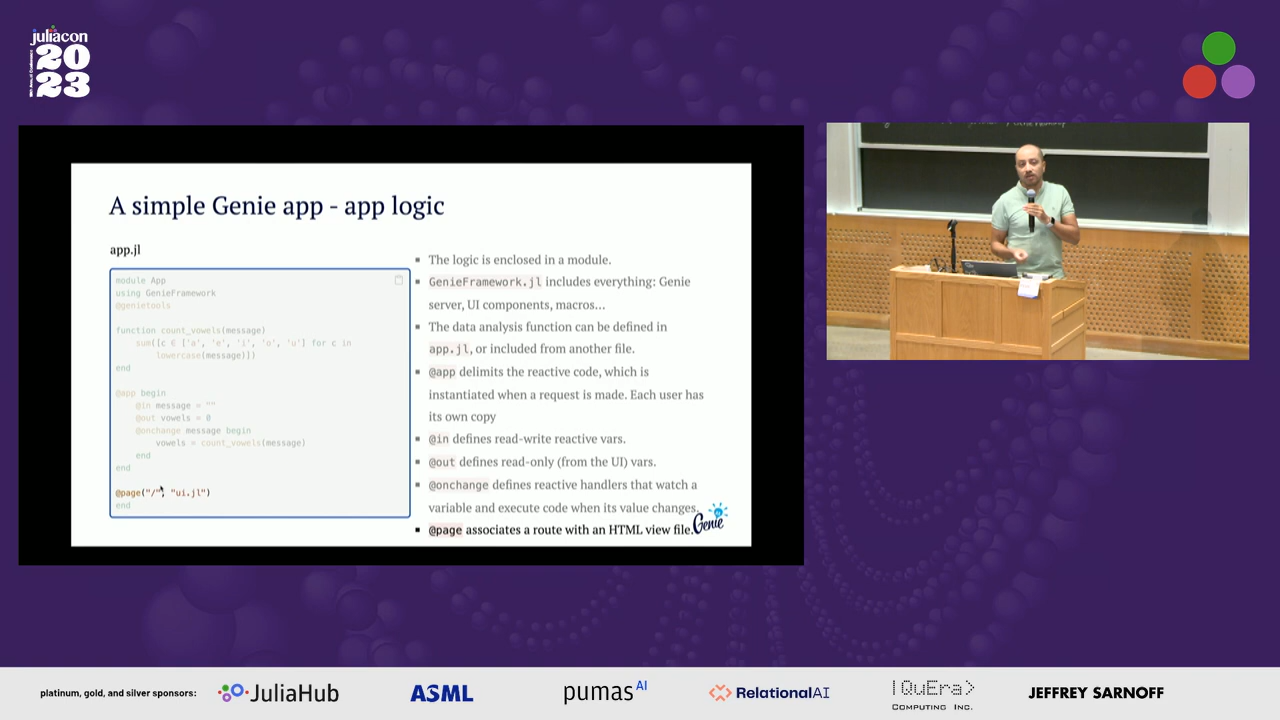 juliacon
20
23
A simple Genie app - app logic
app.jl
module App
using GenieFramework
@genietools
function count_vowels(message)
sum([c ∈ ['a', 'e', 'i', 'o', 'u'] for c in
lowercase(message)])
end
@app begin
@in message = ""
@out vowels = 0
@onchange message begin
vowels = count_vowels(message)
end
end
@page("/", "ui.jl")
end
▪ The logic is enclosed in a module.
▪ GenieFramework.jl includes everything: Genie
server, UI components, macros...
▪ The data analysis function can be defined in
app.jl, or included from another file.
▪ @app delimits the reactive code, which is
instantiated when a request is made. Each user has
its own copy
▪ @in defines read-write reactive vars.
▪ @out defines read-only (from the UI) vars.
▪ @onchange defines reactive handlers that watch a
variable and execute code when its value changes.
▪ @page associates a route with an HTML view file.
Genie
platinum, gold, and silver sponsors:
JuliaHub
ASML
pumas AI
RelationalAI
|QuEra>
COMPUTING INC.
JEFFREY SARNOFF